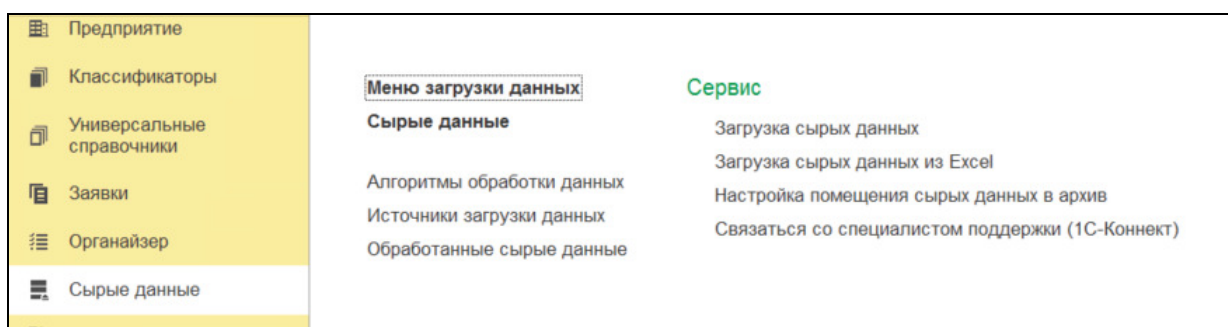 Предприятие
Классификаторы
Универсальные
справочники
Заявки
Органайзер
Сырые данные
Меню загрузки данных
Сырые данные
Алгоритмы обработки данных
Источники загрузки данных
Обработанные сырые данные
Сервис
Загрузка сырых данных
Загрузка сырых данных из Excel
Настройка помещения сырых данных в архив
Связаться со специалистом поддержки (1С-Коннект)